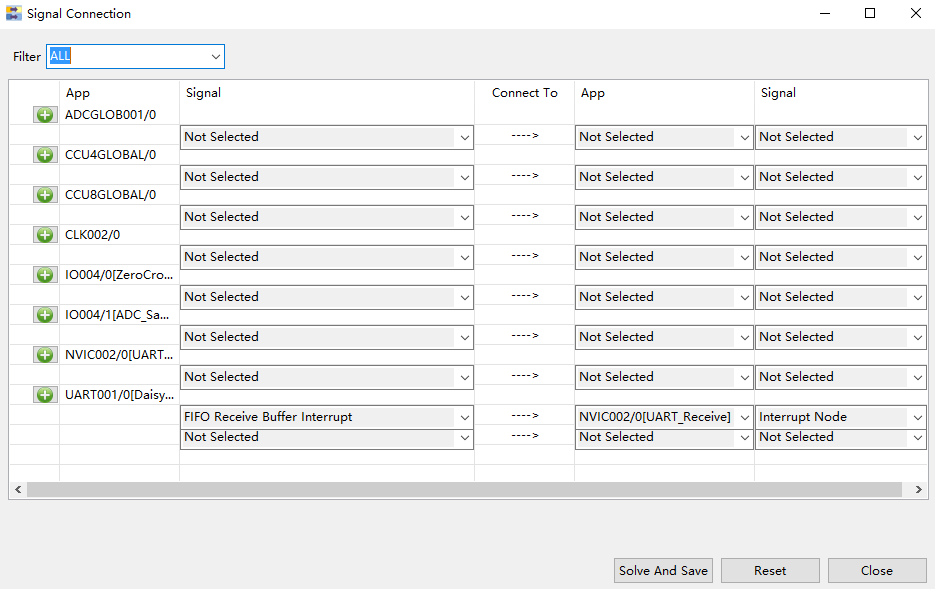 Signal Connection
Filter ALL
App Signal Connect To App Signal
ADCGLOB001/0
Not Selected ----> Not Selected Not Selected
CCU4GLOBAL/0
Not Selected ----> Not Selected Not Selected
CCU8GLOBAL/0
Not Selected ----> Not Selected Not Selected
CLK002/0
Not Selected ----> Not Selected Not Selected
IO004/0[ZeroCro...
Not Selected ----> Not Selected Not Selected
IO004/1[ADC_Sa...
Not Selected ----> Not Selected Not Selected
NVIC002/0[UART...
Not Selected ----> Not Selected Not Selected
UART001/0[Daisy...
FIFO Receive Buffer Interrupt ----> NVIC002/0[UART_Receive] Interrupt Node
Not Selected ----> Not Selected Not Selected
Solve And Save Reset Close